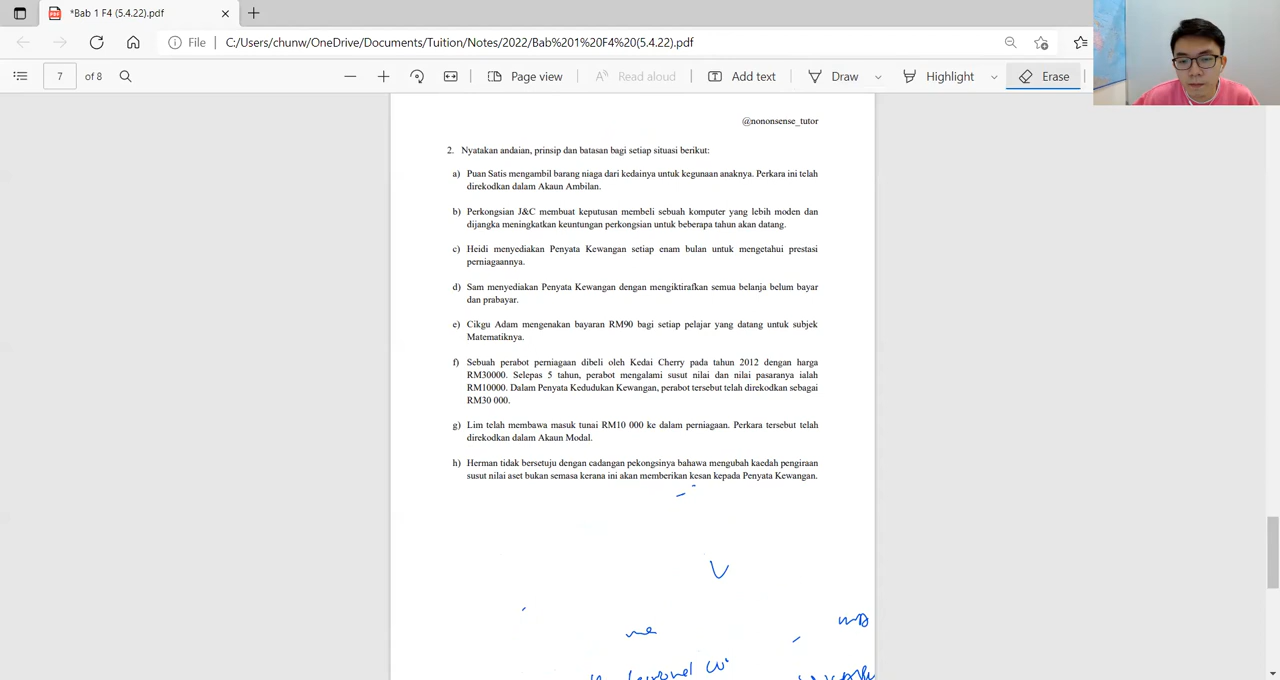 *Bab 1 F4 (5.4.22).pdf
File
C:/Users/chunw/OneDrive/Documents/Tuition/Notes/2022/Bab%201%20F4%20(5.4.22).pdf
7 of 8
Page view
Read aloud
Add text
Draw
Highlight
Erase
@nononsense_tutor
2. Nyatakan andaian, prinsip dan batasan bagi setiap situasi berikut:
a) Puan Satis mengambil barang niaga dari kedainya untuk kegunaan anaknya. Perkara ini telah
direkodkan dalam Akaun Ambilan.
b) Perkongsian J&C membuat keputusan membeli sebuah komputer yang lebih moden dan
dijangka meningkatkan keuntungan perkongsian untuk beberapa tahun akan datang.
c) Heidi menyediakan Penyata Kewangan setiap enam bulan untuk mengetahui prestasi
perniagaannya.
d) Sam menyediakan Penyata Kewangan dengan mengiktirafkan semua belanja belum bayar
dan prabayar.
e) Cikgu Adam mengenakan bayaran RM90 bagi setiap pelajar yang datang untuk subjek
Matematiknya.
f) Sebuah perabot perniagaan dibeli oleh Kedai Cherry pada tahun 2012 dengan harga
RM30000. Selepas 5 tahun, perabot mengalami susut nilai dan nilai pasaranya ialah
RM10000. Dalam Penyata Kedudukan Kewangan, perabot tersebut telah direkodkan sebagai
RM30 000.
g) Lim telah membawa masuk tunai RM10 000 ke dalam perniagaan. Perkara tersebut telah
direkodkan dalam Akaun Modal.
h) Herman tidak bersetuju dengan cadangan pekongsinya bahawa mengubah kaedah pengiraan
susut nilai aset bukan semasa kerana ini akan memberikan kesan kepada Penyata Kewangan.